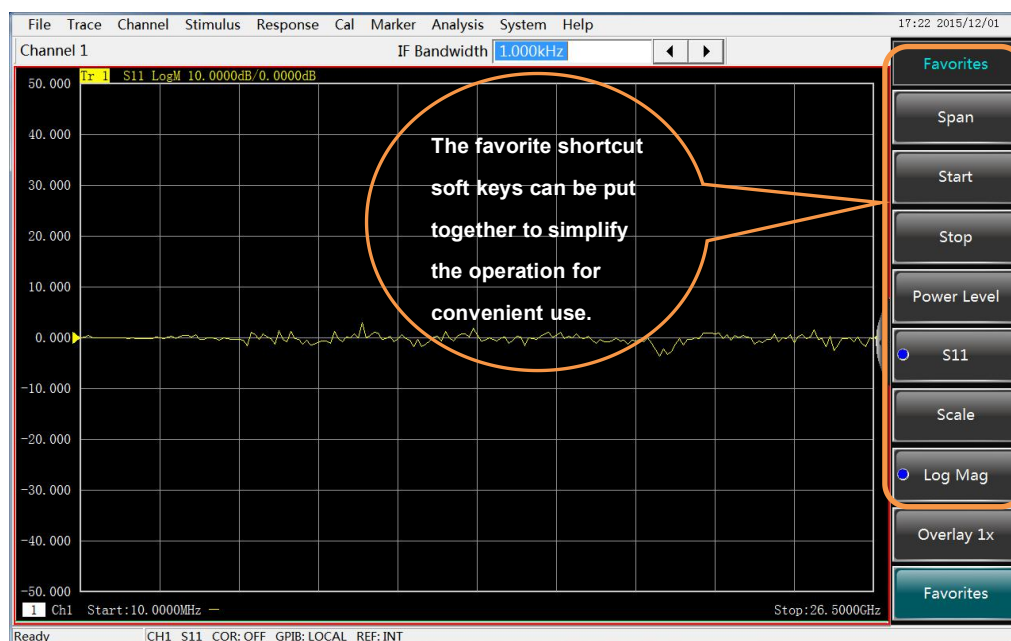 File Trace Channel Stimulus Response Cal Marker Analysis System Help
17:22 2015/12/01
Channel 1
IF Bandwidth 1.000kHz
Tr 1 S11 LogM 10.0000dB/0.0000dB
50.000
40.000
30.000
20.000
10.000
0.000
-10.000
-20.000
-30.000
-40.000
-50.000
The favorite shortcut
soft keys can be put
together to simplify
the operation for
convenient use.
1 Ch1 Start:10.0000MHz —
Stop:26.5000GHz
Favorites
Span
Start
Stop
Power Level
S11
Scale
Log Mag
Overlay 1x
Favorites
Ready CH1 S11 COR: OFF GPIB: LOCAL REF: INT